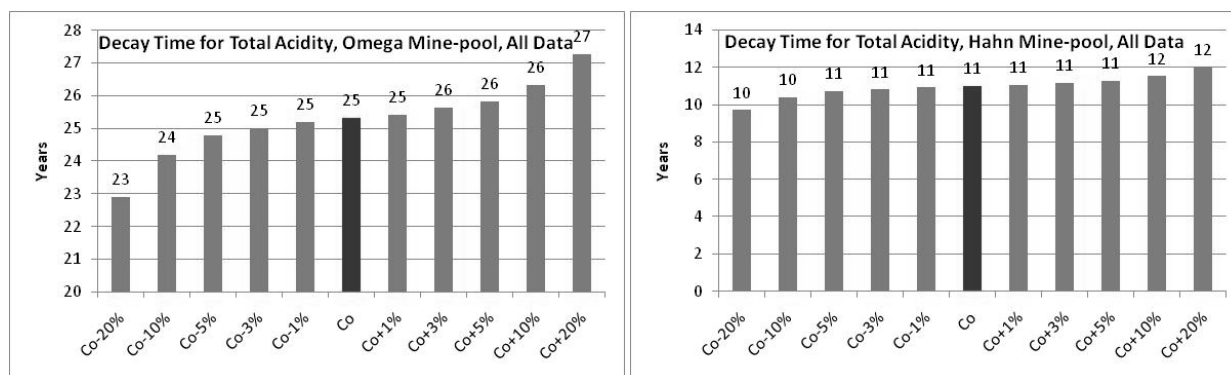 Decay Time for Total Acidity, Omega Mine-pool, All Data
28
27
26
25
24
23
22
21
20
Years
23
24
25
25
25
25
25
26
26
26
27
Co-20%
Co-10%
Co-5%
Co-3%
Co-1%
Co
Co+1%
Co+3%
Co+5%
Co+10%
Co+20%
Decay Time for Total Acidity, Hahn Mine-pool, All Data
14
12
10
8
6
4
2
0
Years
10
10
11
11
11
11
11
11
11
12
12
Co-20%
Co-10%
Co-5%
Co-3%
Co-1%
Co
Co+1%
Co+3%
Co+5%
Co+10%
Co+20%